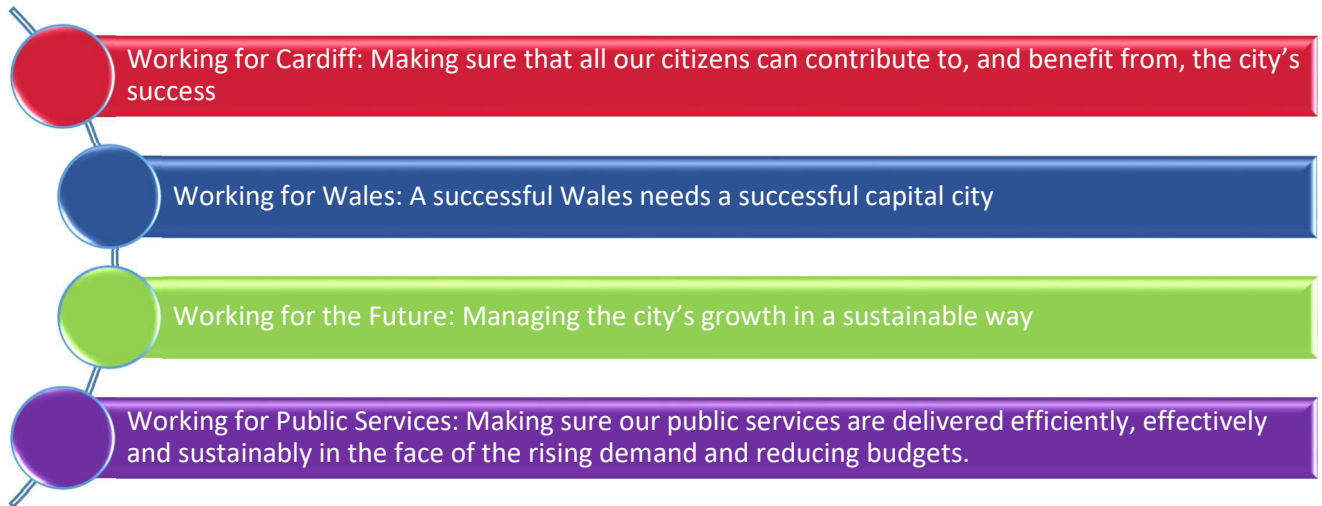 Working for Cardiff: Making sure that all our citizens can contribute to, and benefit from, the city’s
success
Working for Wales: A successful Wales needs a successful capital city
Working for the Future: Managing the city’s growth in a sustainable way
Working for Public Services: Making sure our public services are delivered efficiently, effectively
and sustainably in the face of the rising demand and reducing budgets.